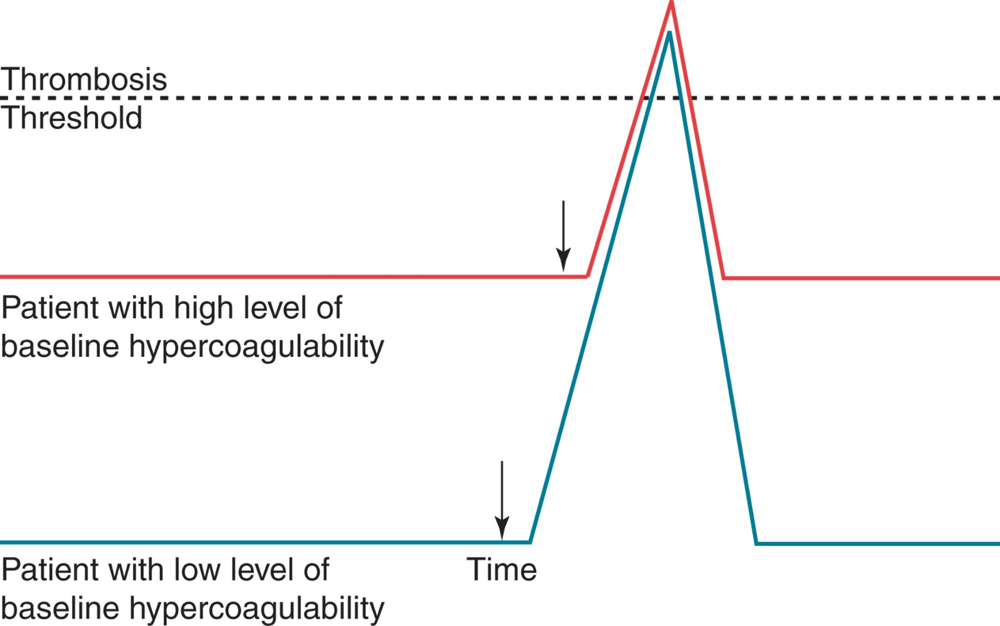 Thrombosis
Threshold
Patient with high level of
baseline hypercoagulability
Patient with low level of
baseline hypercoagulability
Time